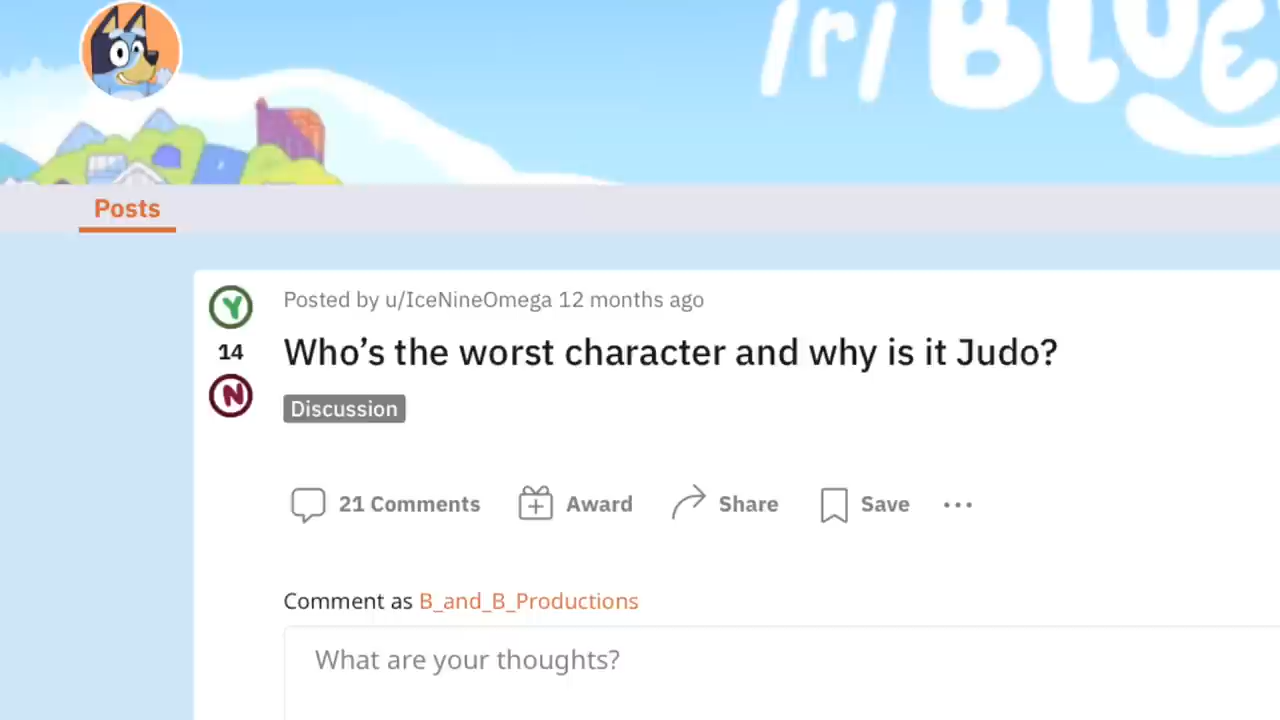 /r/ BLUE
Posts
Y
Posted by u/IceNineOmega 12 months ago
14
Who's the worst character and why is it Judo?
N
Discussion
21 Comments Award Share Save ...
Comment as B_and_B_Productions
What are your thoughts?